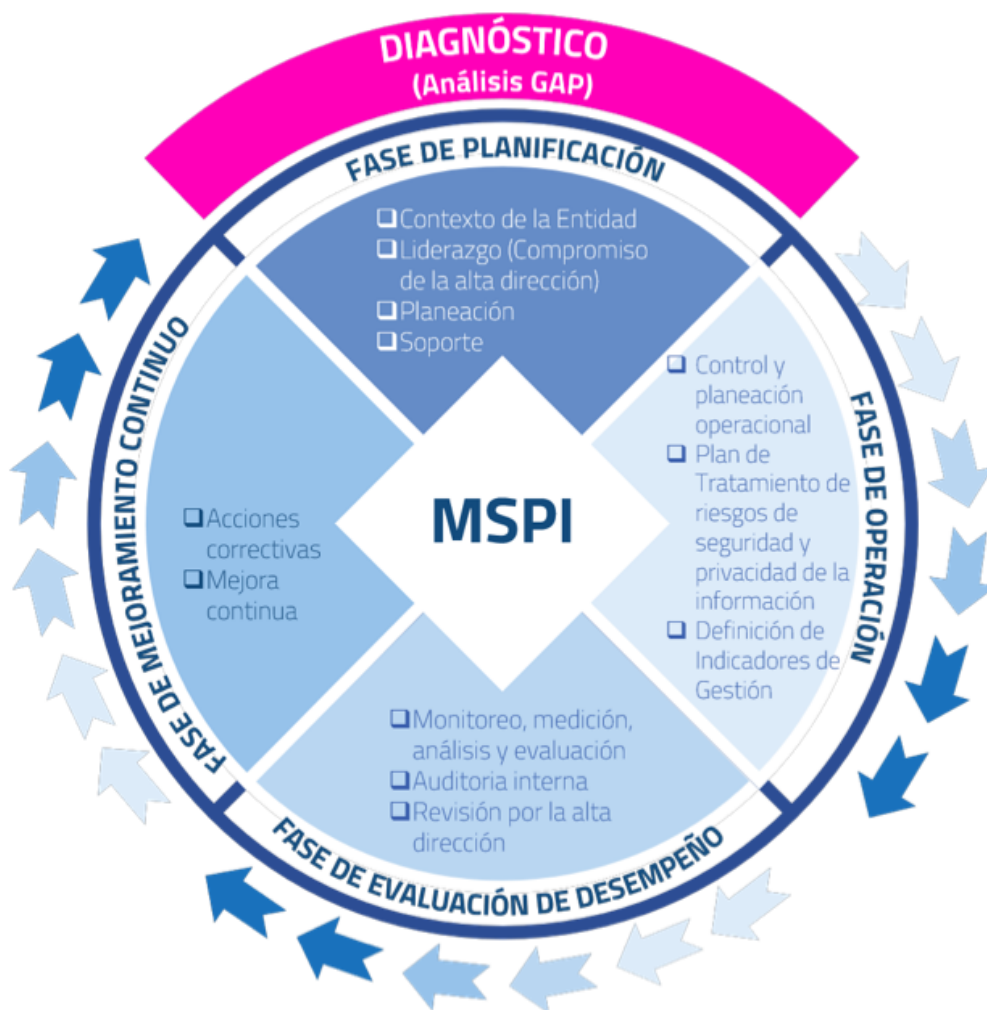 DIAGNÓSTICO
(Análisis GAP)
FASE DE PLANIFICACIÓN
❑Contexto de la Entidad
❑Liderazgo (Compromiso
de la alta dirección)
❑Planeación
❑Soporte
FASE DE OPERACIÓN
❑ Control y
planeación
operacional
❑ Plan de
Tratamiento de
riesgos de
seguridad y
privacidad de la
información
❑ Definición de
Indicadores de
Gestión
MSPI
FASE DE MEJORAMIENTO CONTINUO
❑Acciones
correctivas
❑Mejora
continua
❑Monitoreo, medición,
análisis y evaluación
❑Auditoria interna
❑Revisión por la alta
dirección
FASE DE EVALUACIÓN DE DESEMPEÑO